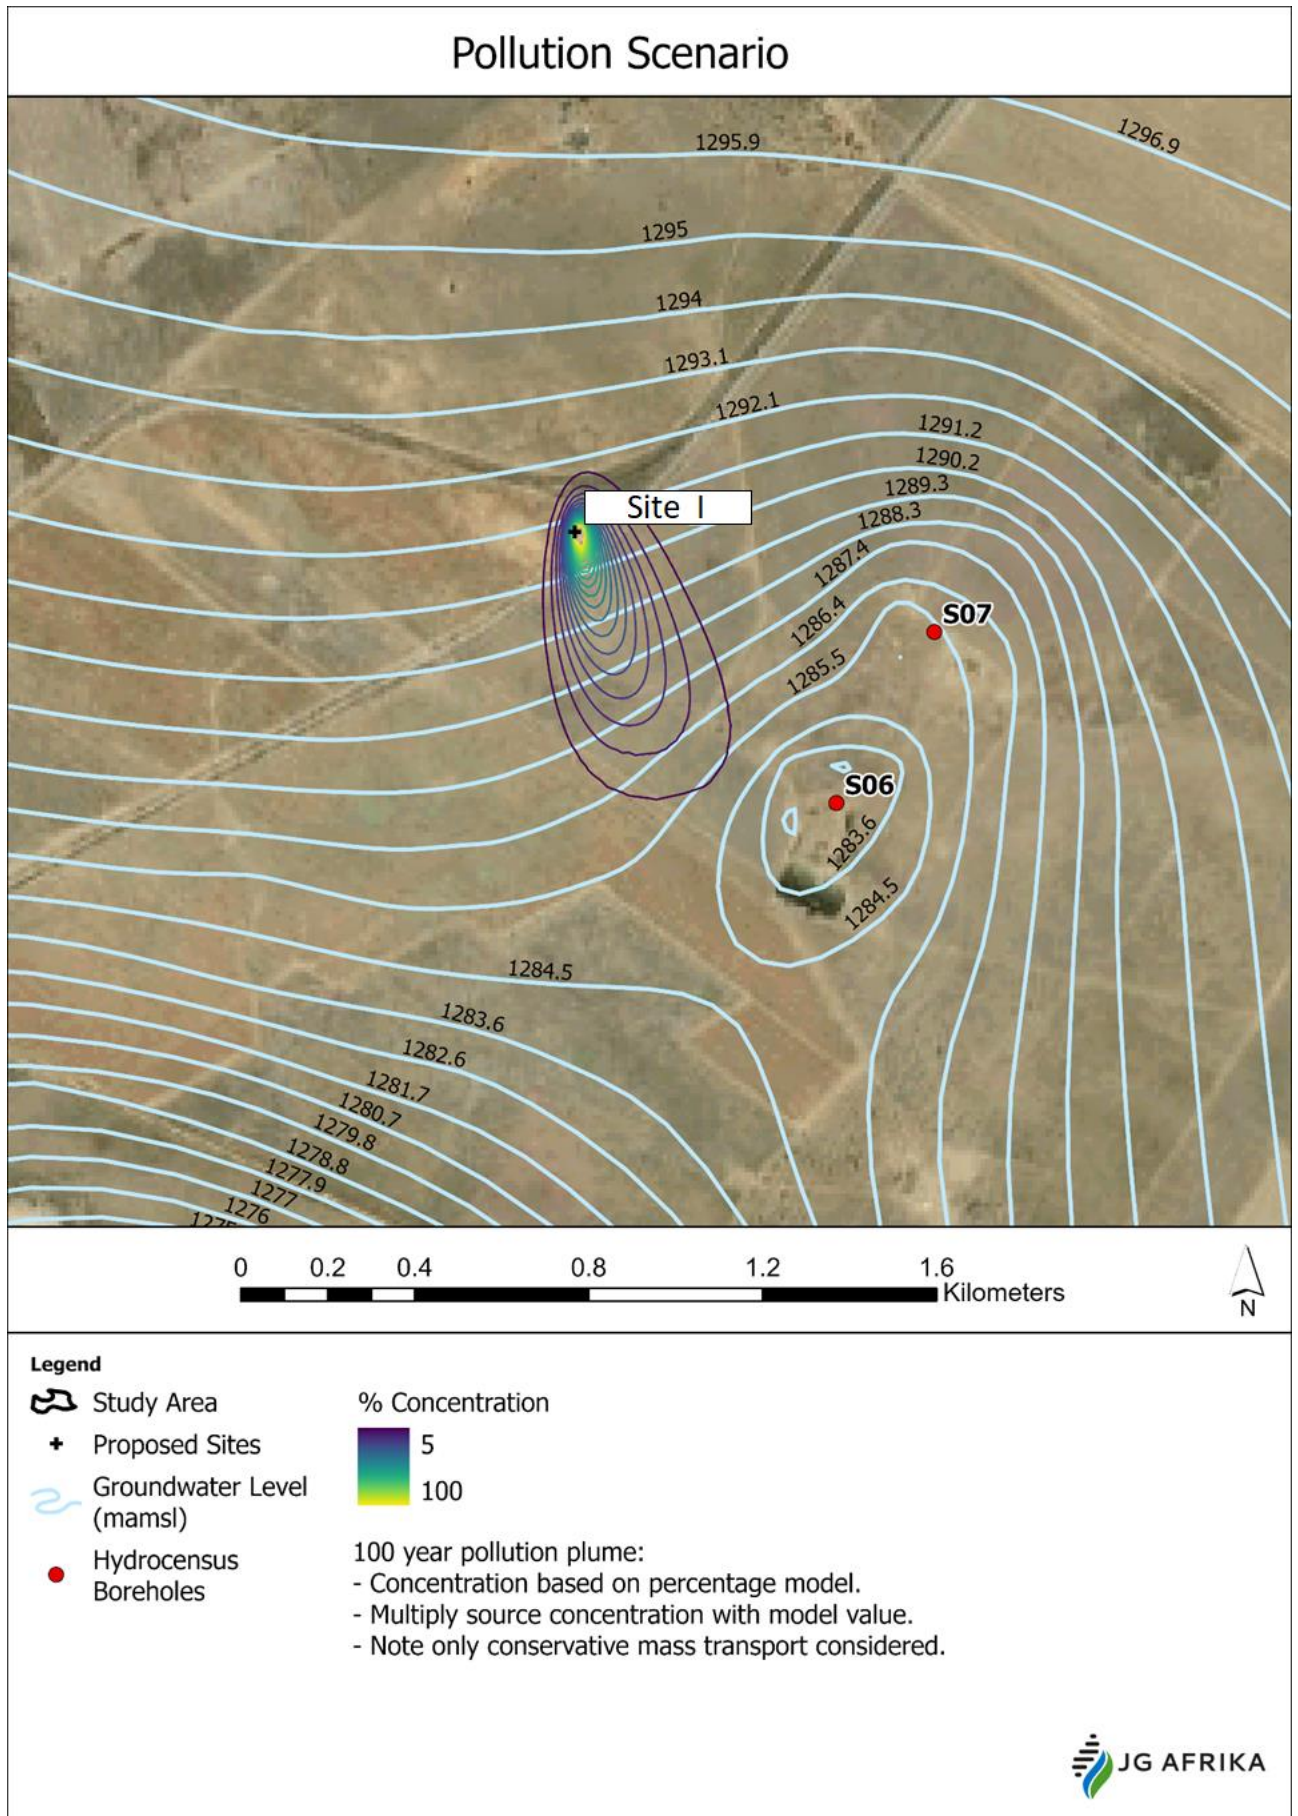 Pollution Scenario
1296.9
1295.9
1295
1294
1293.1
1292.1
1291.2
1290.2
1289.3
1288.3
1287.4
1286.4
1285.5
Site I
S07
S06
1283.6
1284.5
1284.5
1283.6
1282.6
1281.7
1280.7
1279.8
1278.8
1277.9
1277
1276
0 0.2 0.4 0.8 1.2 1.6
Kilometers
N
Legend
Study Area
Proposed Sites
Groundwater Level
(mamsl)
Hydrocensus
Boreholes
% Concentration
5
100
100 year pollution plume:
- Concentration based on percentage model.
- Multiply source concentration with model value.
- Note only conservative mass transport considered.
JG AFRIKA